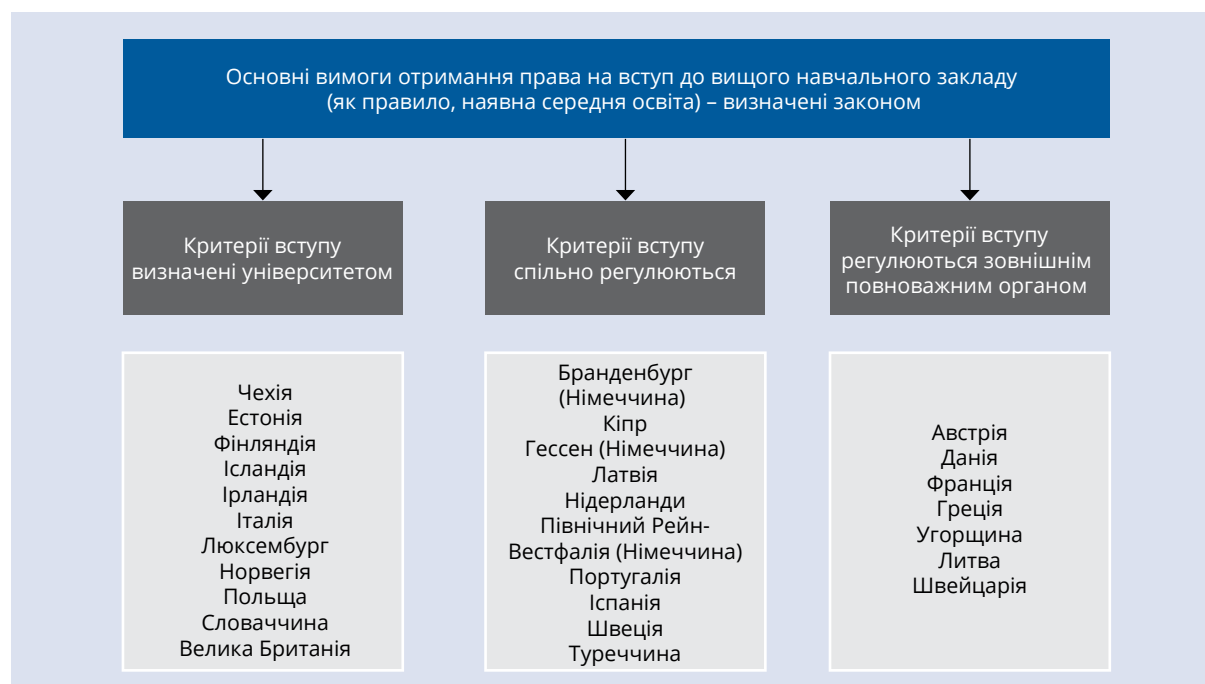 Основні вимоги отримання права на вступ до вищого навчального закладу
(як правило, наявна середня освіта) – визначені законом
Критерії вступу
визначені університетом
Критерії вступу
спільно регулюються
Критерії вступу
регулюються зовнішнім
повноважним органом
Чехія
Естонія
Фінляндія
Ісландія
Ірландія
Італія
Люксембург
Норвегія
Польща
Словаччина
Велика Британія
Бранденбург
(Німеччина)
Кіпр
Гессен (Німеччина)
Латвія
Нідерланди
Північний Рейн-
Вестфалія (Німеччина)
Португалія
Іспанія
Швеція
Туреччина
Австрія
Данія
Франція
Греція
Угорщина
Литва
Швейцарія